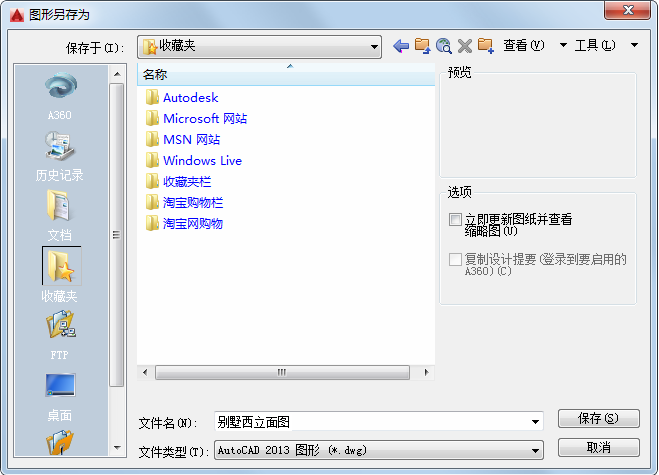 图形另存为
保存于(I): 收藏夹 查看(V) 工具(L)
A360
历史记录
文档
收藏夹
FTP
桌面
名称
Autodesk
Microsoft 网站
MSN 网站
Windows Live
收藏夹栏
淘宝购物栏
淘宝网购物
预览
选项
立即更新图纸并查看
缩略图(U)
复制设计提要(登录到要启用的
A360)(C)
文件名(N): 别墅西立面图 保存(S)
文件类型(T): AutoCAD 2013 图形 (*.dwg) 取消